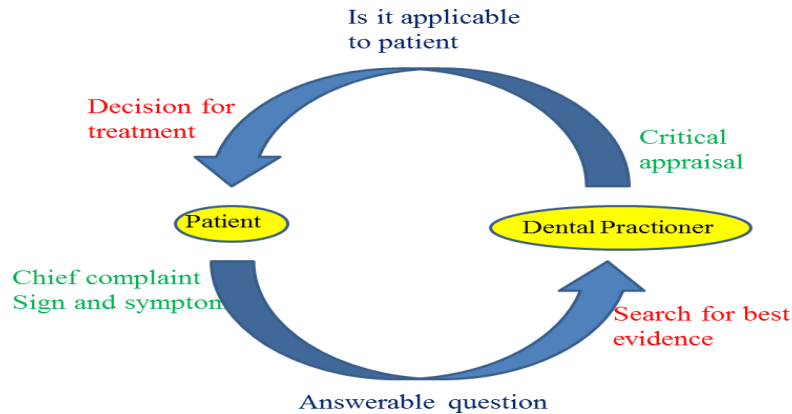 Is it applicable
to patient
Decision for
treatment
Critical
appraisal
Patient
Dental Practioner
Chief complaint
Sign and symptom
Search for best
evidence
Answerable question